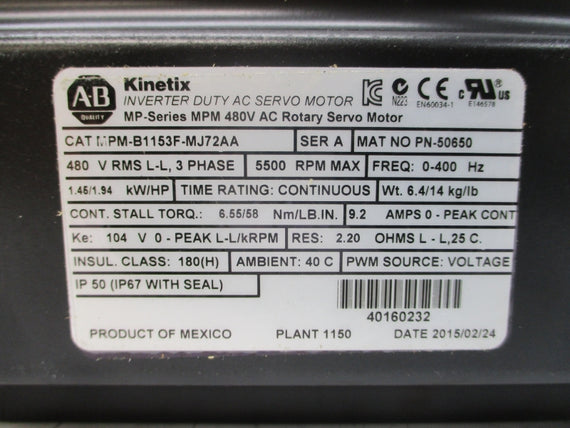 AB
QUALITY
Kinetix
INVERTER DUTY AC SERVO MOTOR
MP-Series MPM 480V AC Rotary Servo Motor
N223
CE
EN60034-1
c RU US
E146578
CAT MPM-B1153F-MJ72AA SER A MAT NO PN-50650
480 V RMS L-L, 3 PHASE 5500 RPM MAX FREQ: 0-400 Hz
1.45/1.94 kW/HP TIME RATING: CONTINUOUS Wt. 6.4/14 kg/lb
CONT. STALL TORQ.: 6.55/58 Nm/LB.IN. 9.2 AMPS 0 - PEAK CONT
Ke: 104 V 0 - PEAK L-L/kRPM RES: 2.20 OHMS L - L,25 C.
INSUL. CLASS: 180(H) AMBIENT: 40 C PWM SOURCE: VOLTAGE
IP 50 (IP67 WITH SEAL)
40160232
PRODUCT OF MEXICO PLANT 1150 DATE 2015/02/24